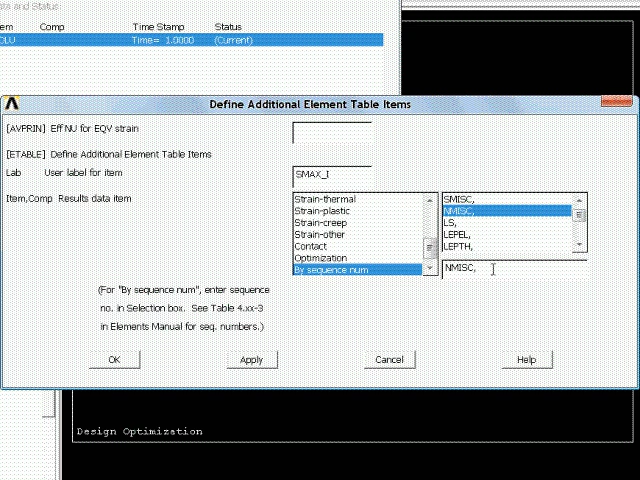 ata and Status:
em Comp Time Stamp Status
OLU Time= 1.0000 (Current)
Define Additional Element Table Items
[AVPRIN] Eff NU for EQV strain
[ETABLE] Define Additional Element Table Items
Lab User label for item SMAX_I
Item,Comp Results data item
Strain-thermal
Strain-plastic
Strain-creep
Strain-other
Contact
Optimization
By sequence num
SMISC,
NMISC,
LS,
LEPEL,
LEPTH,
NMISC,
(For "By sequence num", enter sequence
no. in Selection box. See Table 4.xx-3
in Elements Manual for seq. numbers.)
OK Apply Cancel Help
Design Optimization